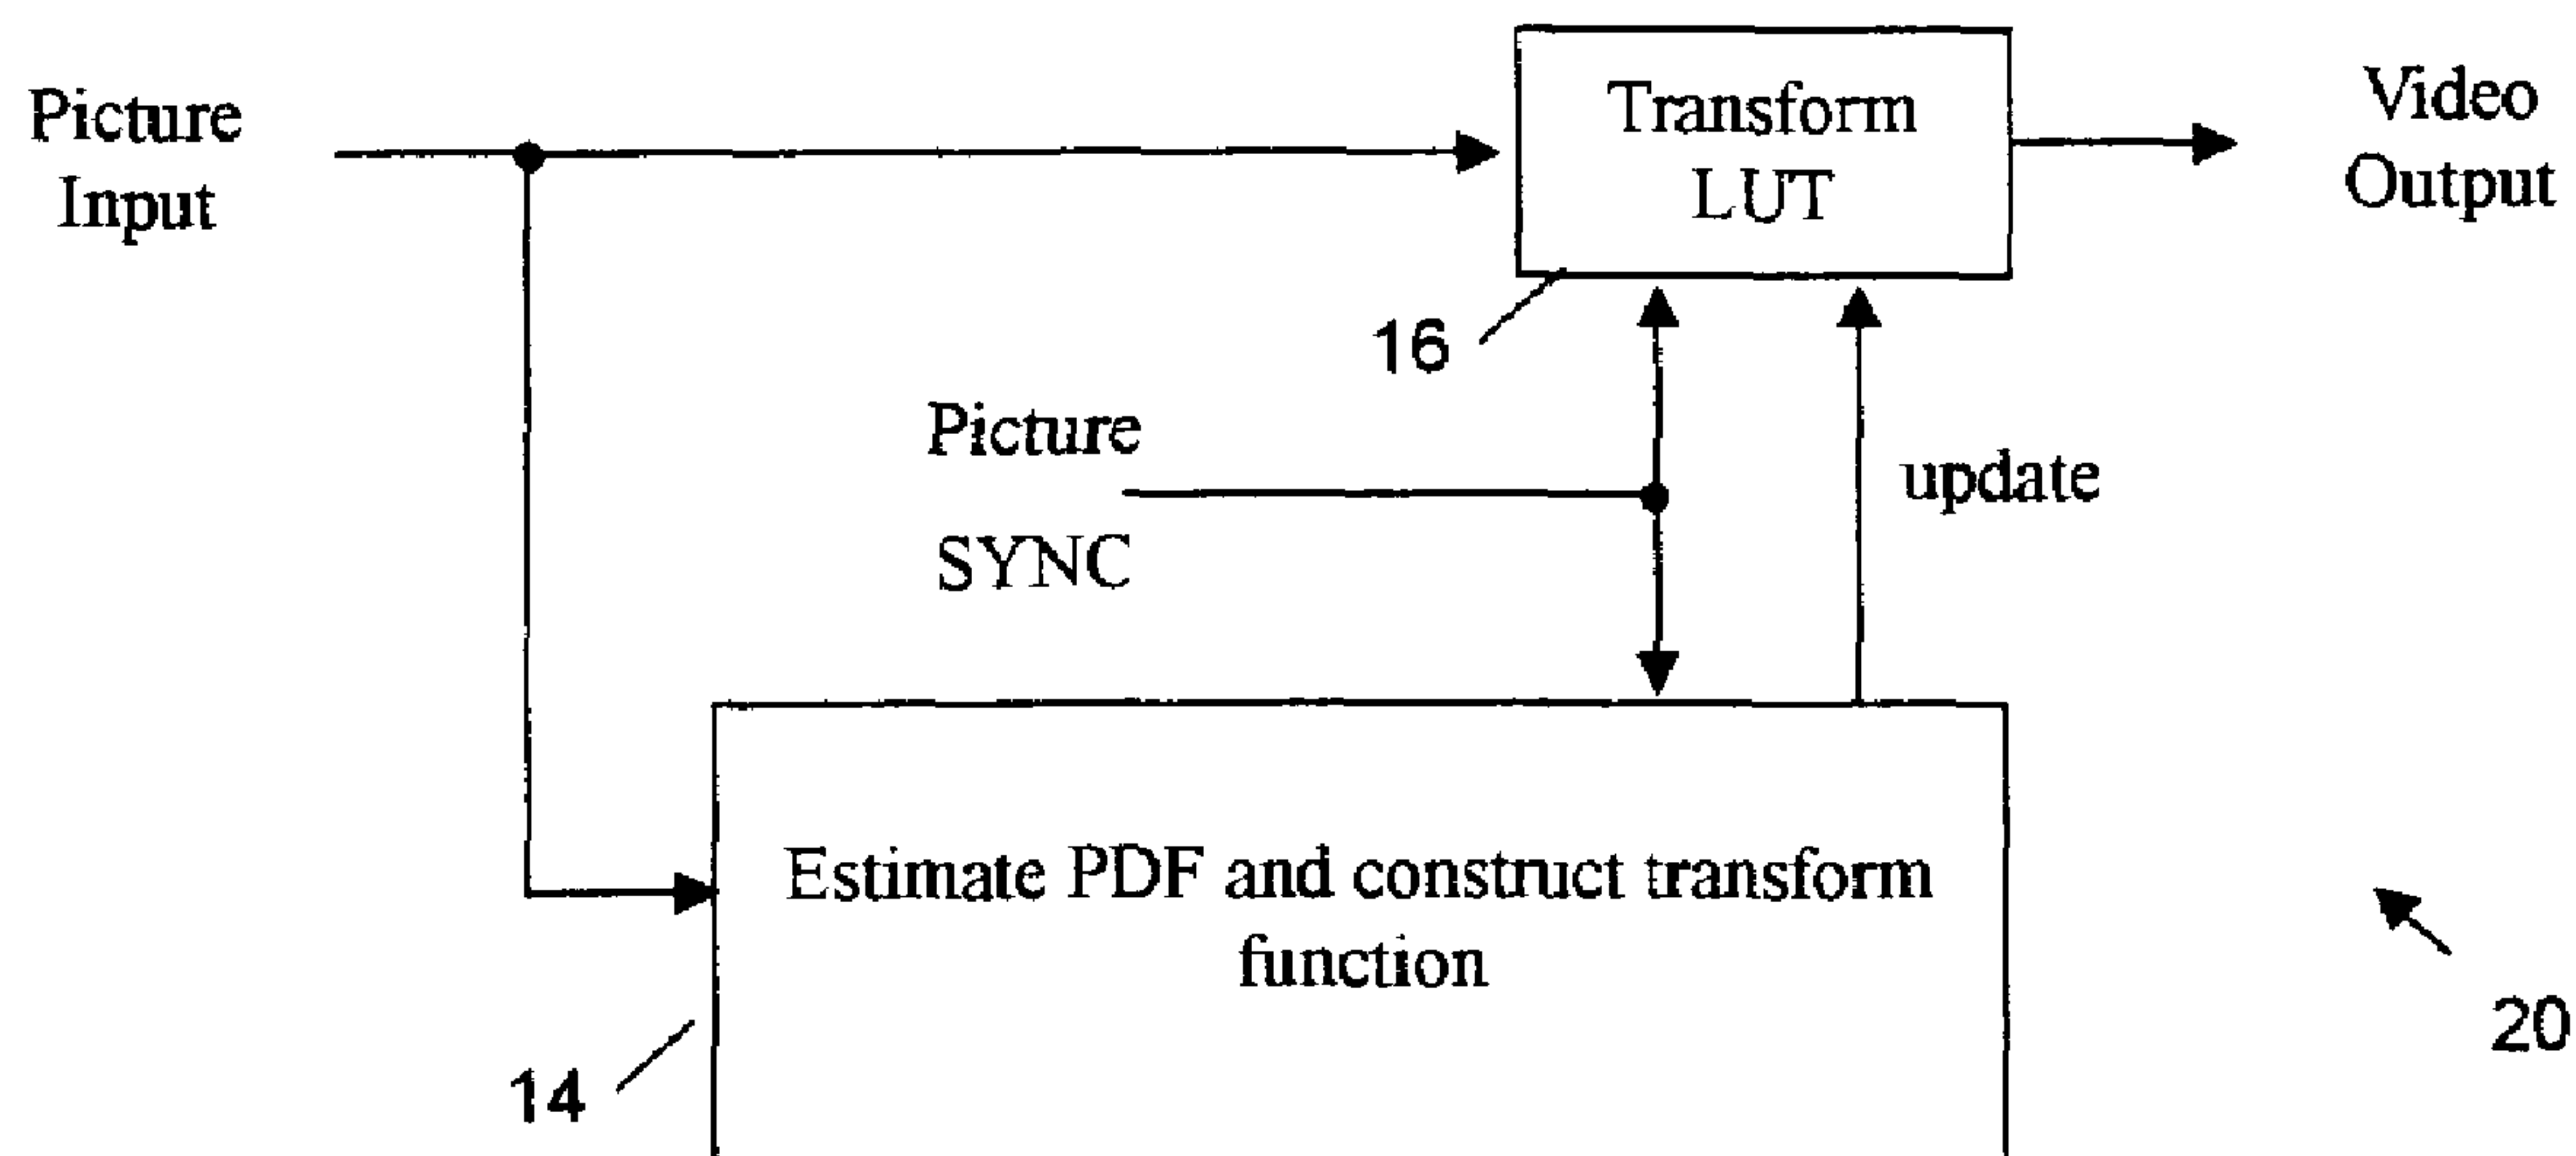 Picture
Input
Transform
LUT
Video
Output
16
Picture
SYNC
update
Estimate PDF and construct transform
function
14
20